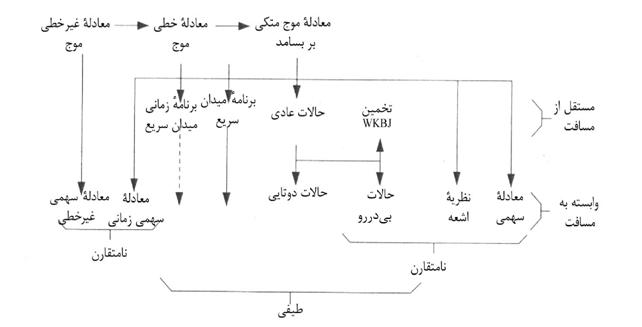 معادلهٔ موج متکی
بر بسامد
معادلهٔ خطی
موج
معادلهٔ غیرخطی
موج
مستقل از
مسافت
تخمین
WKBJ
حالات عادی
برنامهٔ میدان
سریع
برنامهٔ زمانی
میدان سریع
وابسته به
مسافت
معادلهٔ
سهمی
نظریهٔ
اشعه
حالات
بی‌دررو
حالات دوتایی
معادلهٔ
سهمی زمانی
معادلهٔ سهمی
غیرخطی
نامتقارن
نامتقارن
طیفی